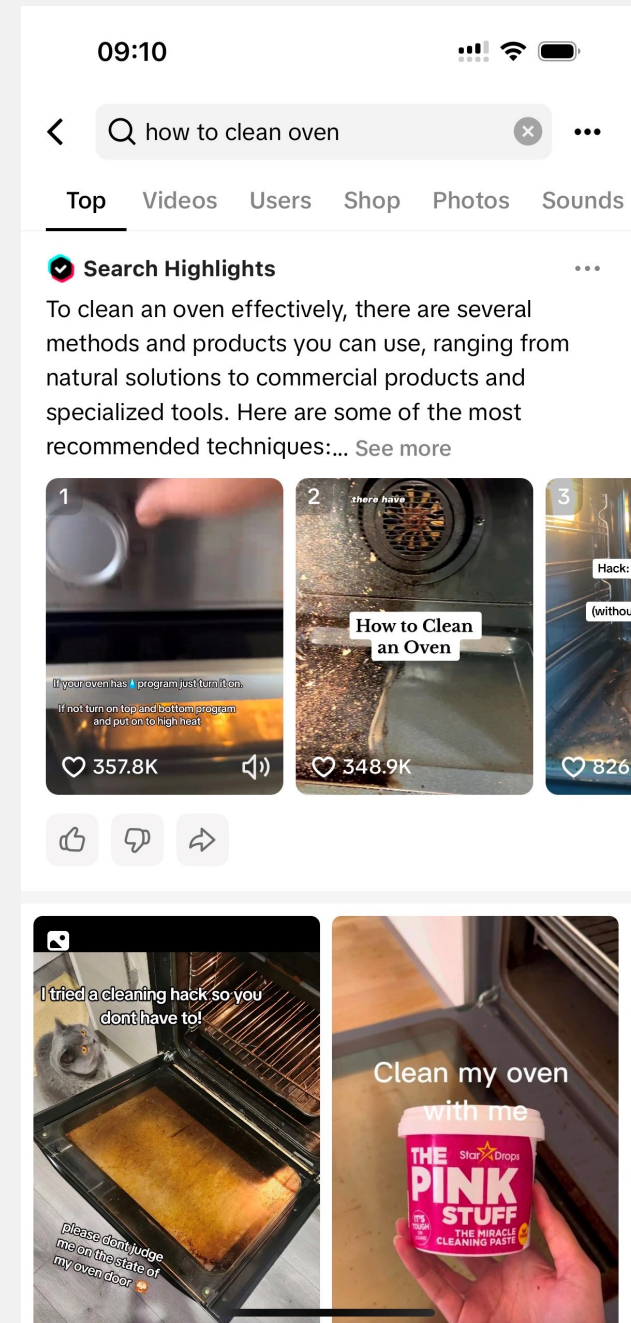 09:10
how to clean oven
Top Videos Users Shop Photos Sounds
Search Highlights
To clean an oven effectively, there are several
methods and products you can use, ranging from
natural solutions to commercial products and
specialized tools. Here are some of the most
recommended techniques:... See more
1
If your oven has💧program just turn it on.
If not turn on top and bottom program
and put on to high heat
357.8K
2
there have
How to Clean
an Oven
348.9K
3
Hack:
(withou
826
I tried a cleaning hack so you
dont have to!
please dont judge
me on the state of
my oven door
Clean my oven
with me
THE
Star Drops
PINK
STUFF
IT'S
TOUGH
THE MIRACLE
CLEANING PASTE